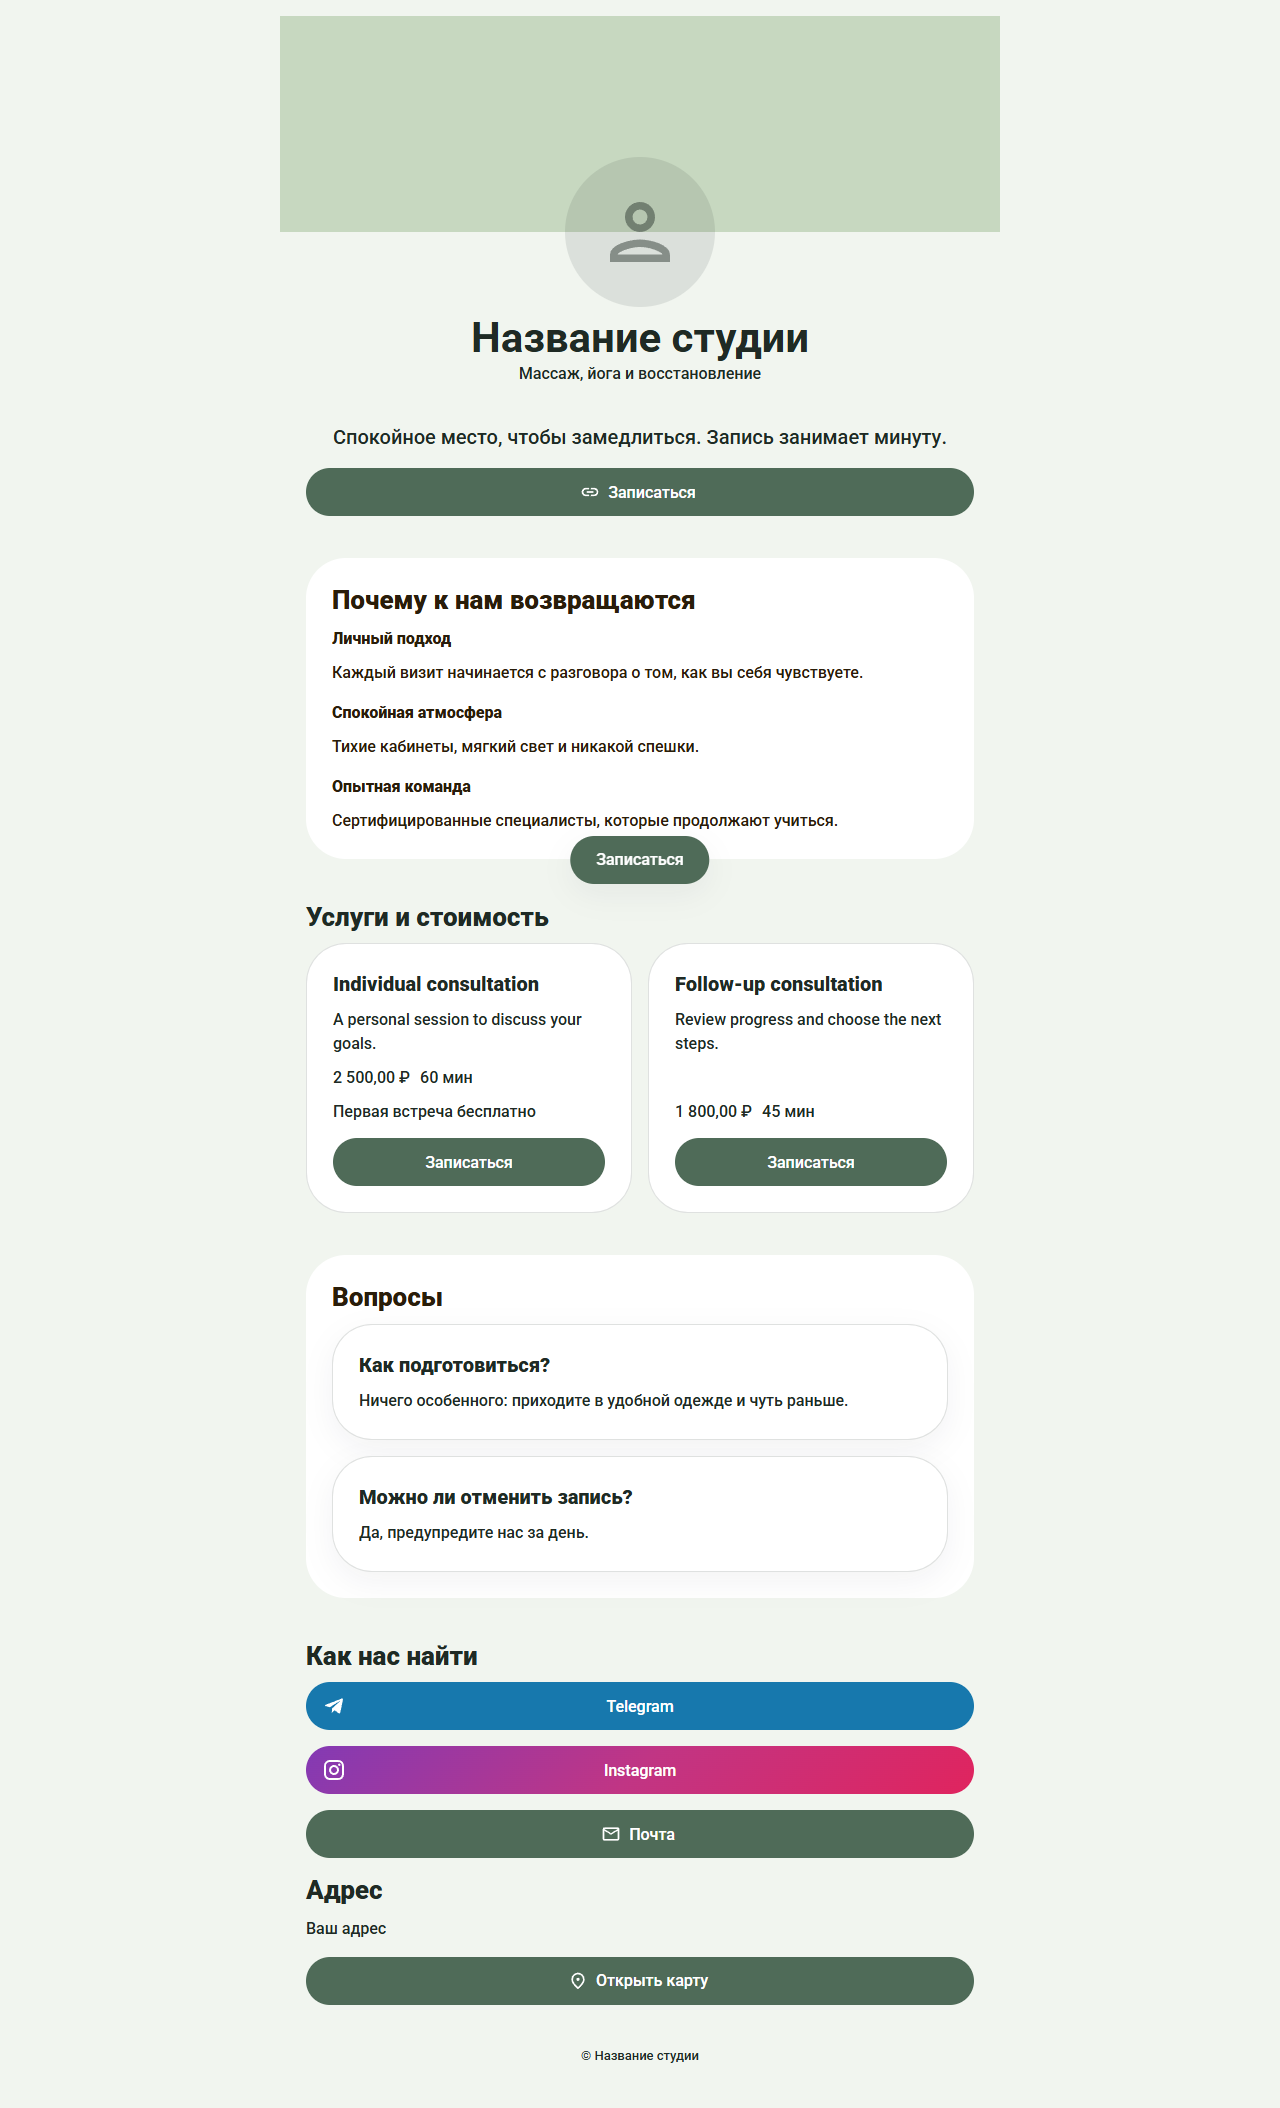 Название студии
Массаж, йога и восстановление
Спокойное место, чтобы замедлиться. Запись занимает минуту.
Записаться
Почему к нам возвращаются
Личный подход
Каждый визит начинается с разговора о том, как вы себя чувствуете.
Спокойная атмосфера
Тихие кабинеты, мягкий свет и никакой спешки.
Опытная команда
Сертифицированные специалисты, которые продолжают учиться.
Записаться
Услуги и стоимость
Individual consultation
A personal session to discuss your
goals.
2 500,00 ₽ 60 мин
Первая встреча бесплатно
Записаться
Follow-up consultation
Review progress and choose the next
steps.
1 800,00 ₽ 45 мин
Записаться
Вопросы
Как подготовиться?
Ничего особенного: приходите в удобной одежде и чуть раньше.
Можно ли отменить запись?
Да, предупредите нас за день.
Как нас найти
Telegram
Instagram
Почта
Адрес
Ваш адрес
Открыть карту
© Название студии